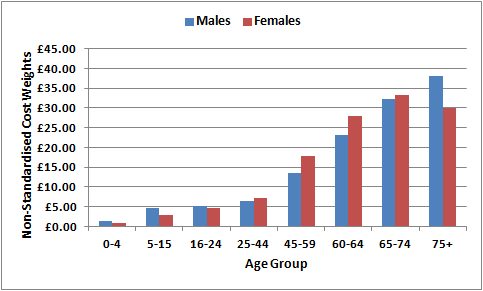 Males Females
£45.00
£40.00
£35.00
£30.00
£25.00
£20.00
£15.00
£10.00
£5.00
£0.00
Non-Standardised Cost Weights
0-4 5-15 16-24 25-44 45-59 60-64 65-74 75+
Age Group